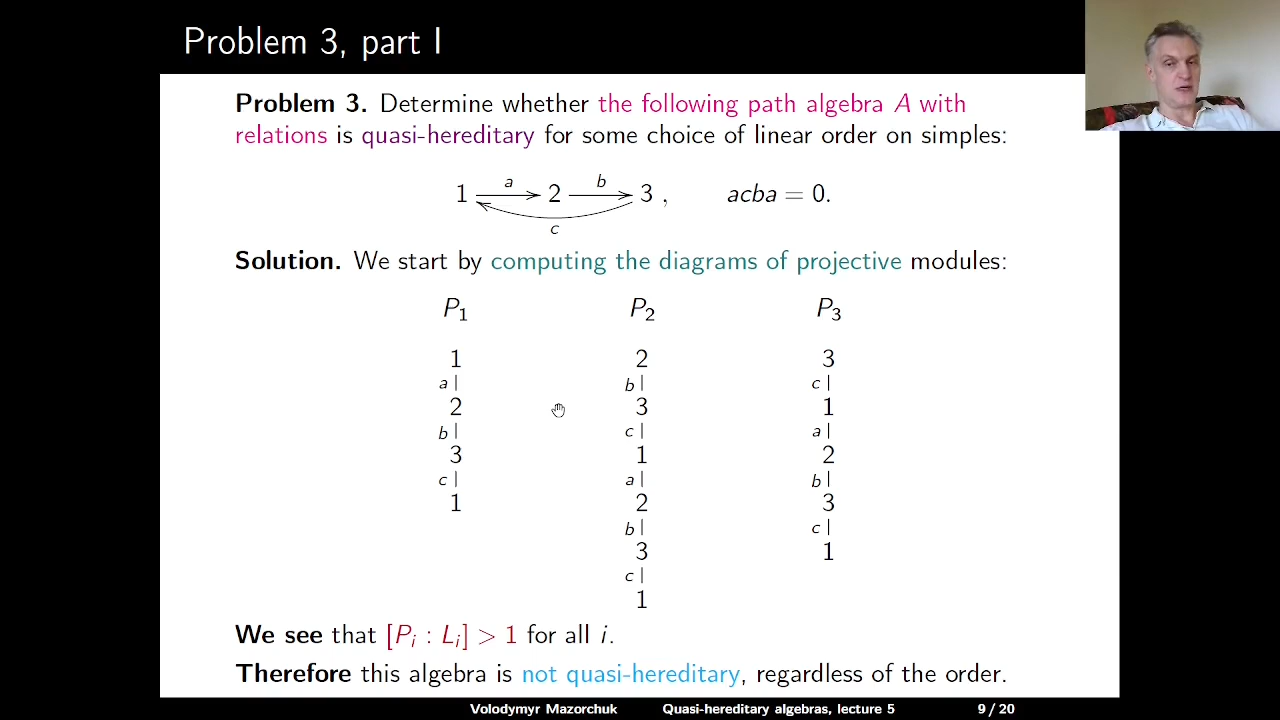 Problem 3, part I
Problem 3. Determine whether the following path algebra A with
relations is quasi-hereditary for some choice of linear order on simples:
1 a 2 b 3 , acba = 0.
c
Solution. We start by computing the diagrams of projective modules:
P₁ P₂ P₃
1 2 3
a b c
2 3 1
b c a
3 1 2
c a b
1 2 3
b c
3 1
c
1
We see that [Pᵢ : Lᵢ] > 1 for all i.
Therefore this algebra is not quasi-hereditary, regardless of the order.
Volodymyr Mazorchuk Quasi-hereditary algebras, lecture 5 9 / 20